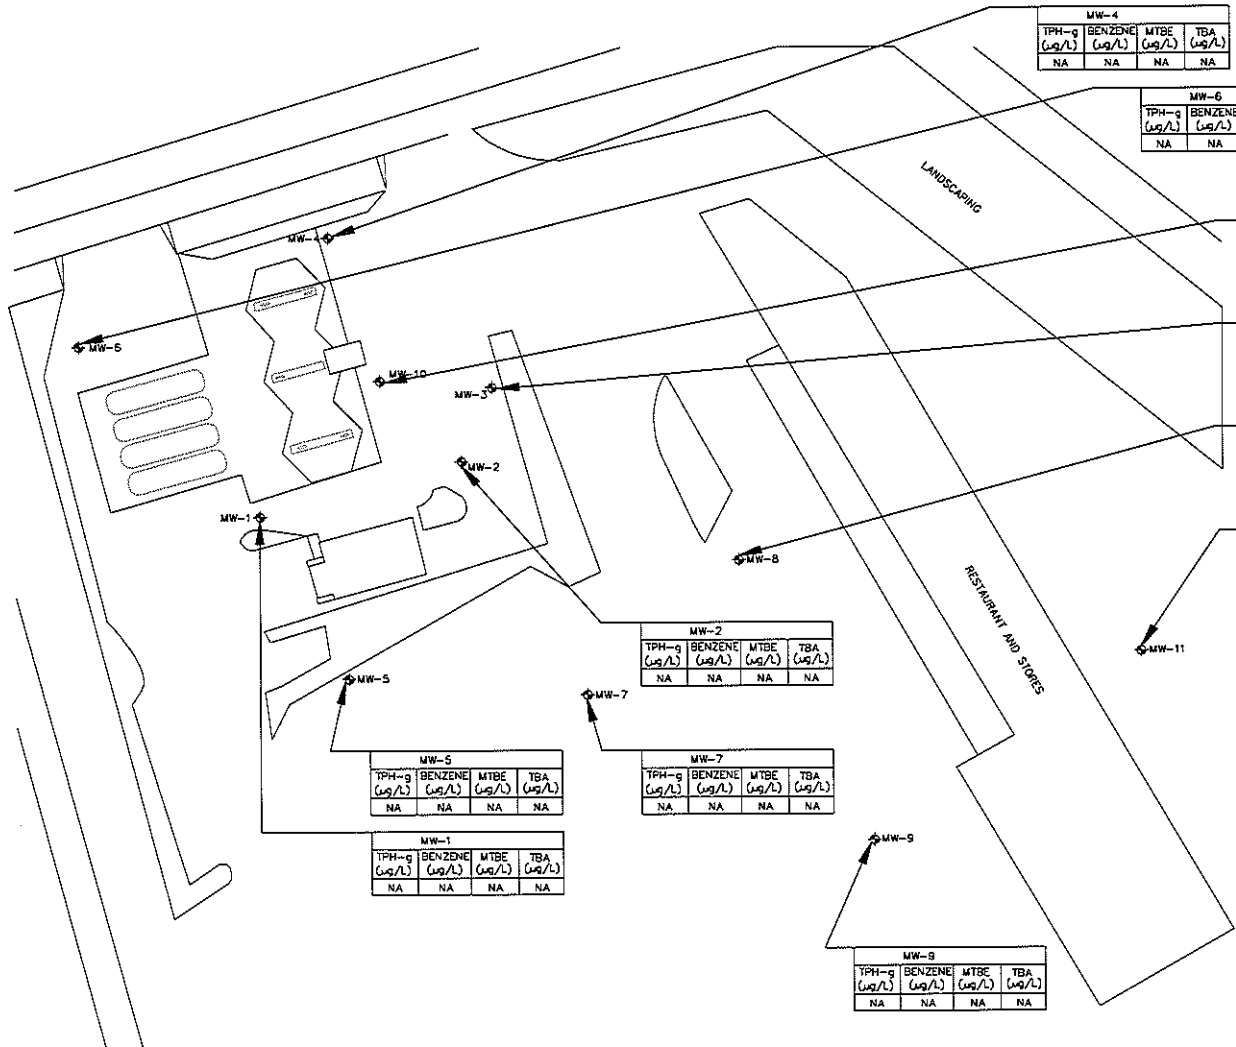 MW-4
TPH-g BENZENE MTBE TBA
(µg/L) (µg/L) (µg/L) (µg/L)
NA NA NA NA
MW-6
TPH-g BENZENE
(µg/L) (µg/L)
NA NA
LANDSCAPING
MW-4
MW-6
MW-10
MW-3
MW-2
MW-1
MW-8
RESTAURANT AND STORES
MW-11
MW-2
TPH-g BENZENE MTBE TBA
(µg/L) (µg/L) (µg/L) (µg/L)
NA NA NA NA
MW-5
MW-7
MW-5
TPH-g BENZENE MTBE TBA
(µg/L) (µg/L) (µg/L) (µg/L)
NA NA NA NA
MW-7
TPH-g BENZENE MTBE TBA
(µg/L) (µg/L) (µg/L) (µg/L)
NA NA NA NA
MW-1
TPH-g BENZENE MTBE TBA
(µg/L) (µg/L) (µg/L) (µg/L)
NA NA NA NA
MW-9
MW-9
TPH-g BENZENE MTBE TBA
(µg/L) (µg/L) (µg/L) (µg/L)
NA NA NA NA